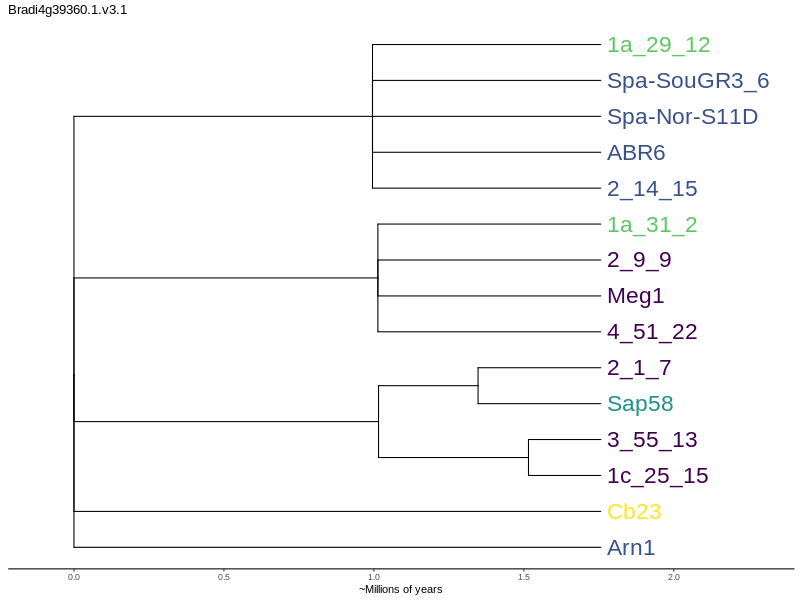 Bradi4g39360.1.v3.1
1a_29_12
Spa-SouGR3_6
Spa-Nor-S11D
ABR6
2_14_15
1a_31_2
2_9_9
Meg1
4_51_22
2_1_7
Sap58
3_55_13
1c_25_15
Cb23
Arn1
0.0 0.5 1.0 1.5 2.0
~Millions of years